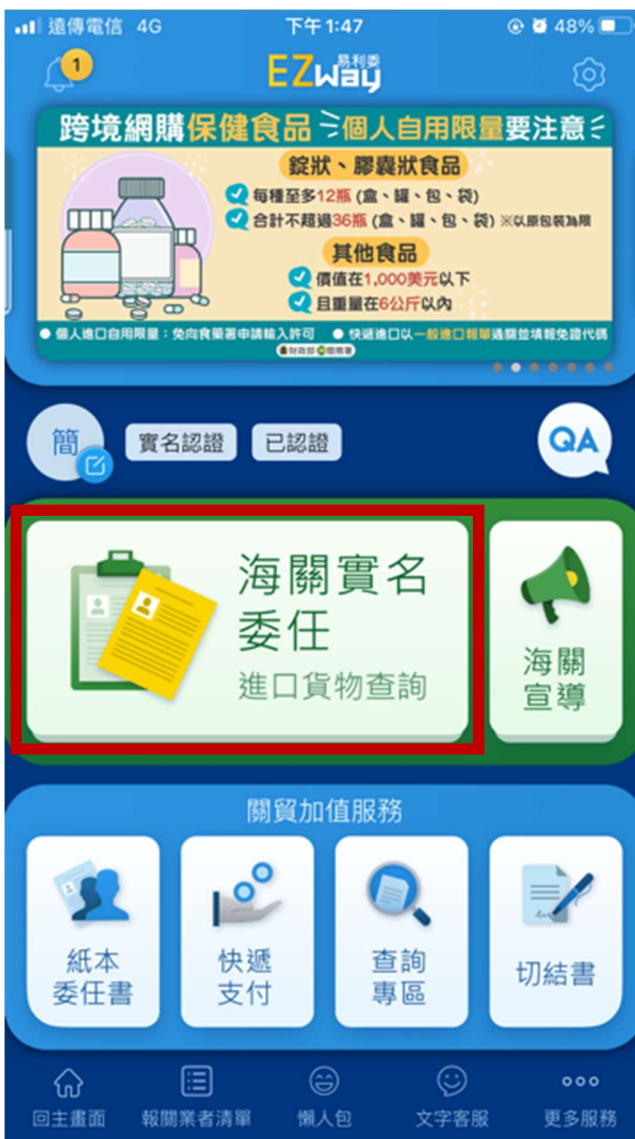 遠傳電信 4G 下午 1:47 48%
1
EZway 易利委
跨境網購保健食品 個人自用限量要注意
錠狀、膠囊狀食品
每種至多12瓶 (盒、罐、包、袋)
合計不超過36瓶 (盒、罐、包、袋) ※以原包裝為限
其他食品
價值在1,000美元以下
且重量在6公斤以內
● 個人進口自用限量:免向食藥署申請輸入許可 ● 快遞進口以一般進口報單通關並填報免證代碼
財政部 關務署
簡 實名認證 已認證 QA
海關實名
委任
進口貨物查詢
海關
宣導
關貿加值服務
紙本
委任書
快遞
支付
查詢
專區
切結書
回主畫面 報關業者清單 懶人包 文字客服 更多服務